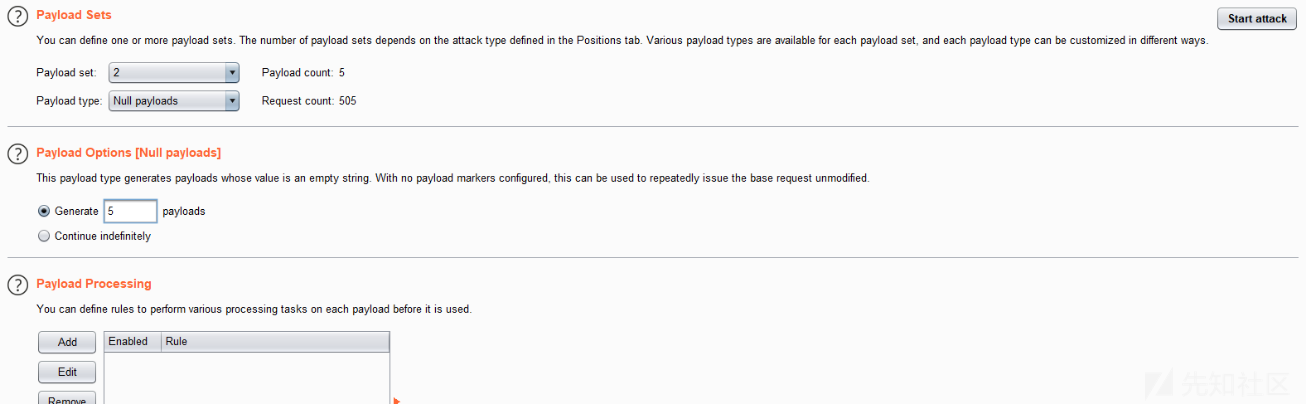 Payload Sets
Start attack
You can define one or more payload sets. The number of payload sets depends on the attack type defined in the Positions tab. Various payload types are available for each payload set, and each payload type can be customized in different ways.
Payload set: 2 Payload count: 5
Payload type: Null payloads Request count: 505
Payload Options [Null payloads]
This payload type generates payloads whose value is an empty string. With no payload markers configured, this can be used to repeatedly issue the base request unmodified.
Generate 5 payloads
Continue indefinitely
Payload Processing
You can define rules to perform various processing tasks on each payload before it is used.
Add Enabled Rule
Edit
Remove
先知社区